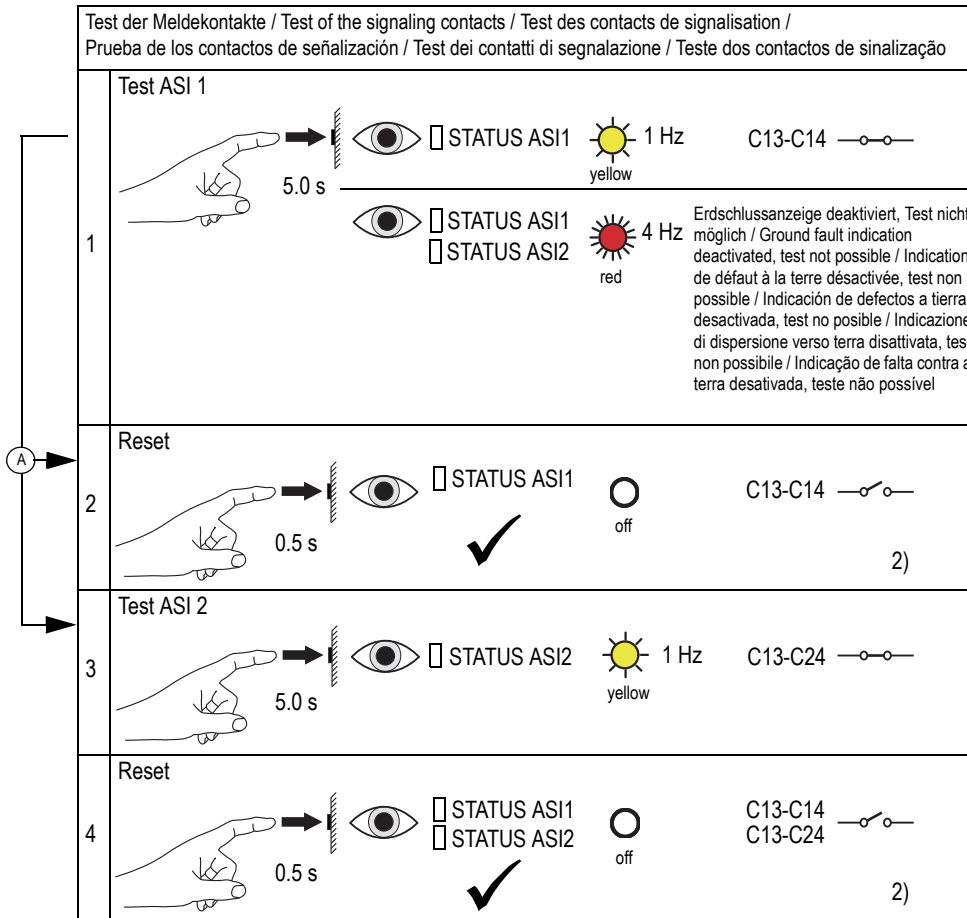 Test der Meldekontakte / Test of the signaling contacts / Test des contacts de signalisation /
Prueba de los contactos de señalización / Test dei contatti di segnalazione / Teste dos contactos de sinalização
1
Test ASI 1
5.0 s
STATUS ASI1
yellow
1 Hz
C13-C14
STATUS ASI1
STATUS ASI2
red
4 Hz
Erdschlussanzeige deaktiviert, Test nicht
möglich / Ground fault indication
deactivated, test not possible / Indication
de défaut à la terre désactivée, test non
possible / Indicación de defectos a tierra
desactivada, test no posible / Indicazione
di dispersione verso terra disattivata, test
non possibile / Indicação de falta contra a
terra desativada, teste não possível
A
2
Reset
0.5 s
STATUS ASI1
off
C13-C14
2)
3
Test ASI 2
5.0 s
STATUS ASI2
yellow
1 Hz
C13-C24
4
Reset
0.5 s
STATUS ASI1
STATUS ASI2
off
C13-C14
C13-C24
2)